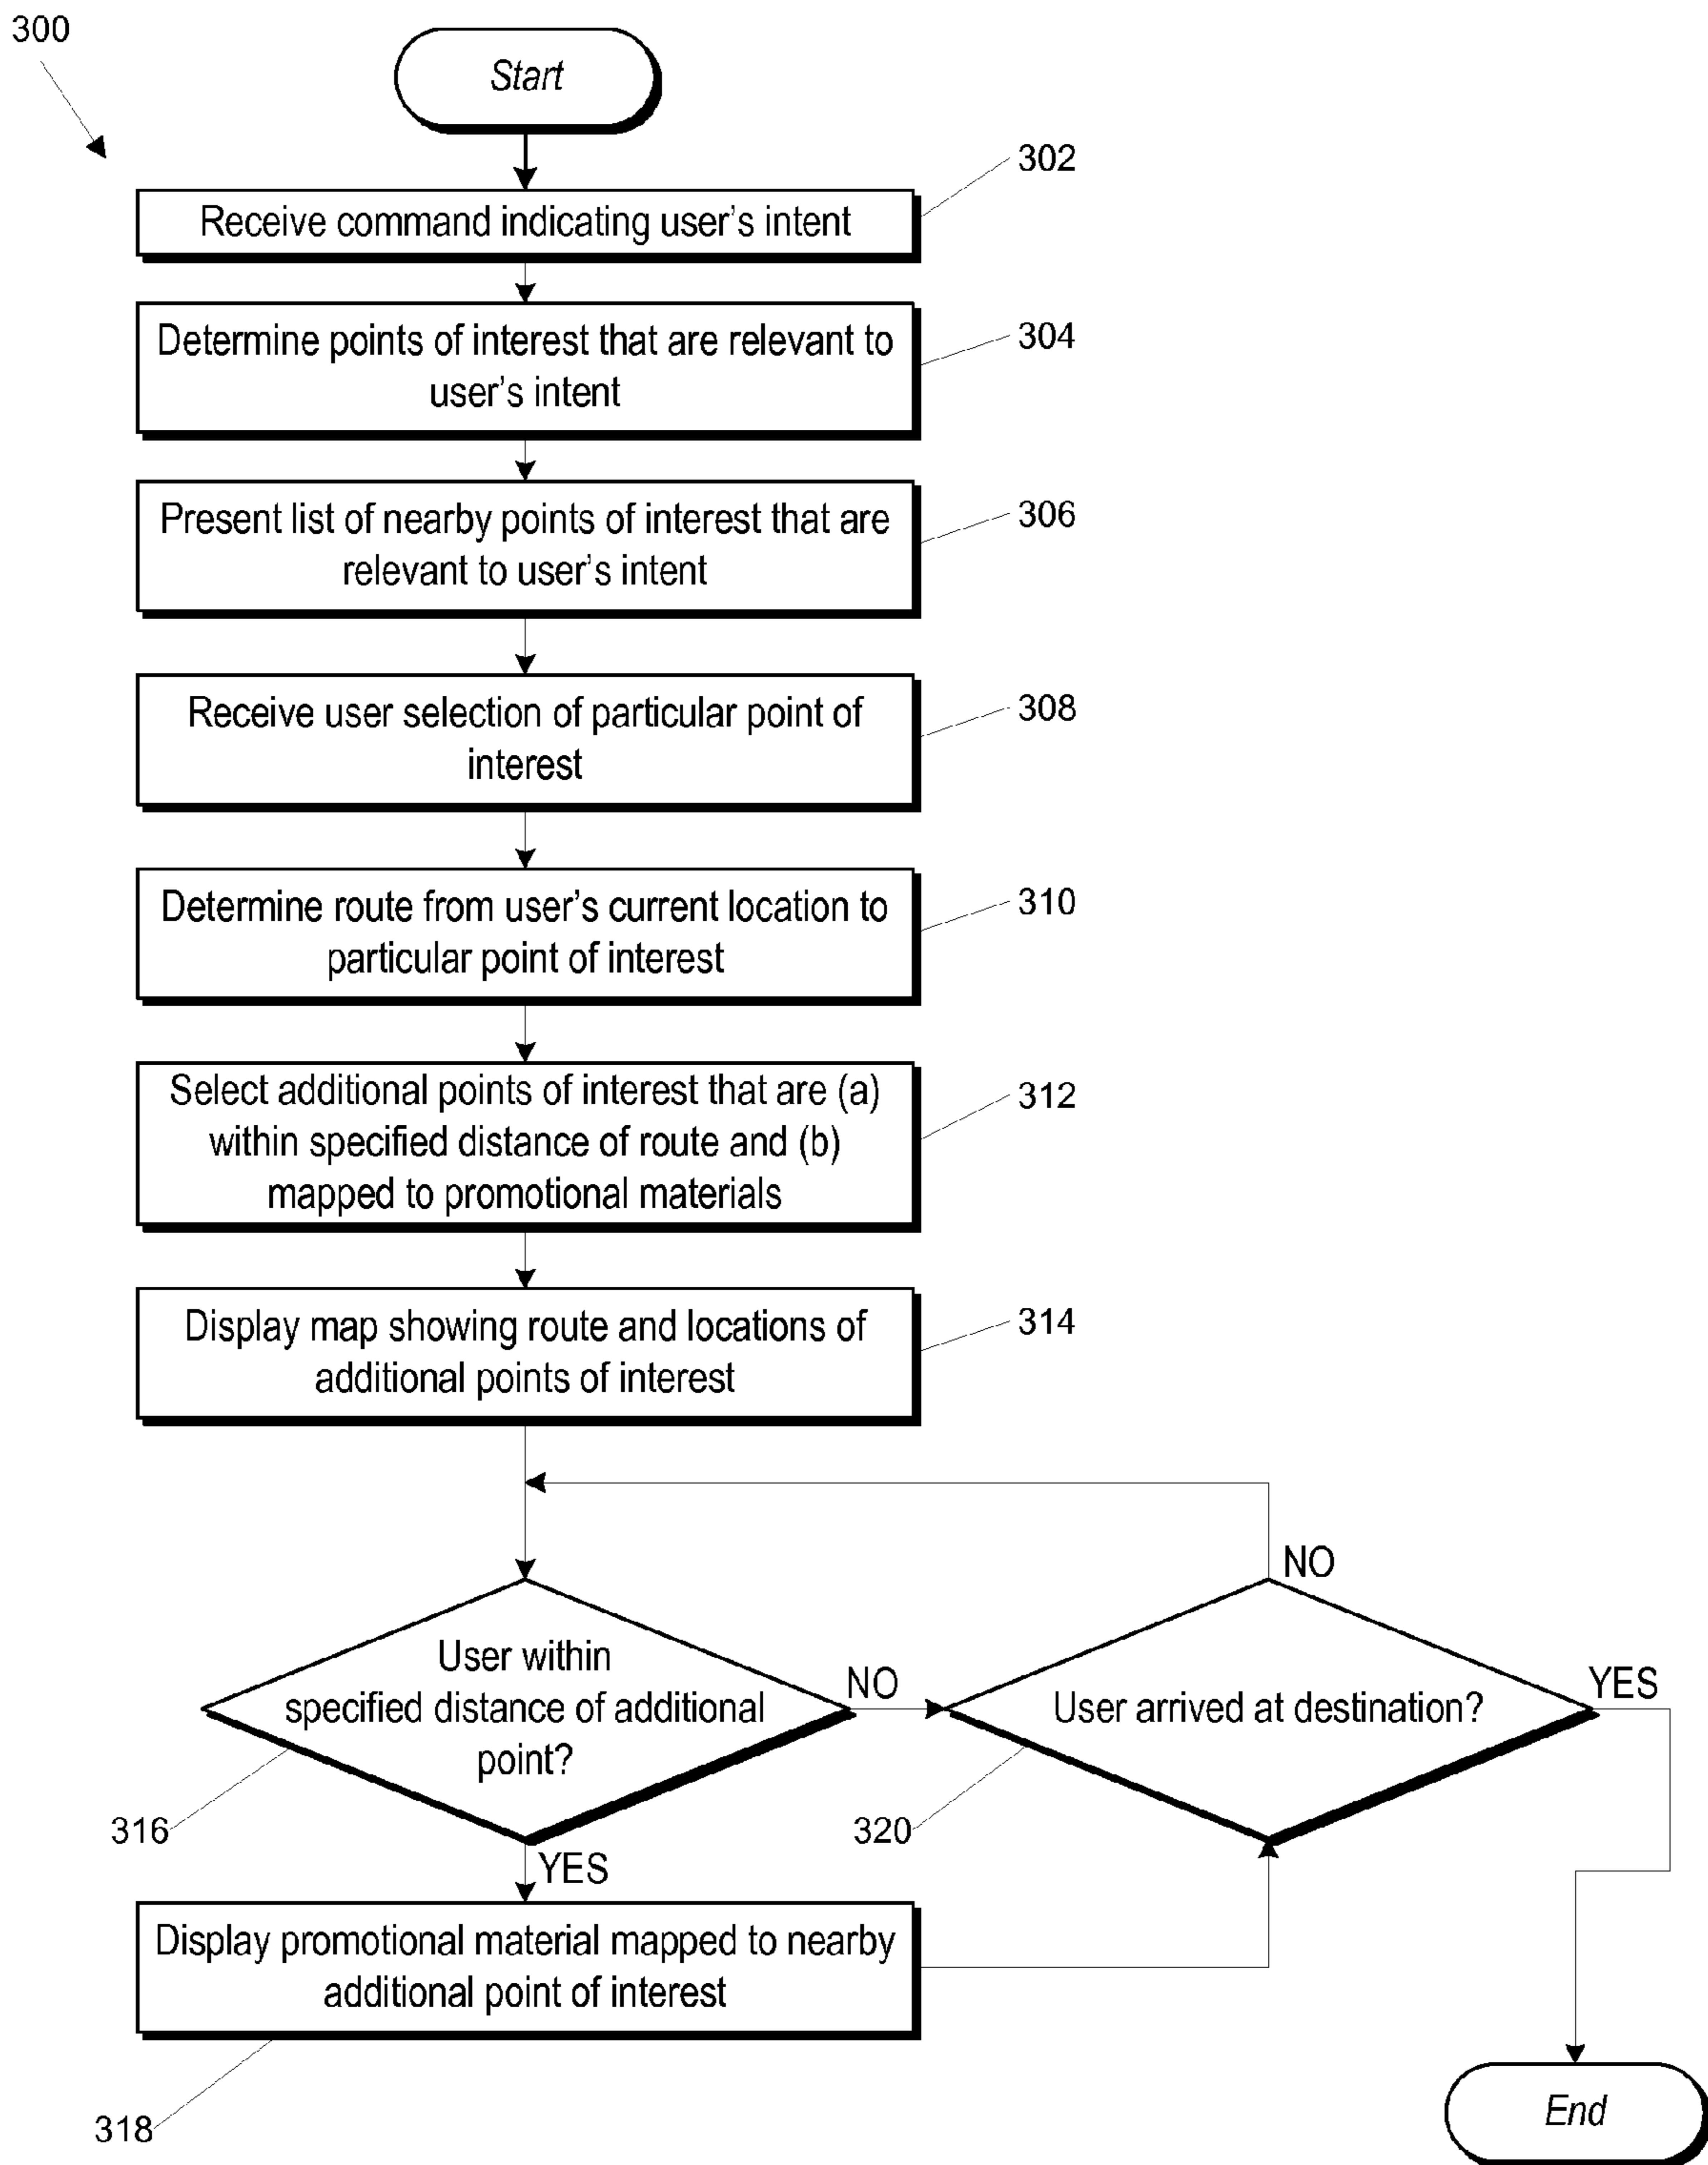 300
Start
302
Receive command indicating user's intent
304
Determine points of interest that are relevant to
user's intent
306
Present list of nearby points of interest that are
relevant to user's intent
308
Receive user selection of particular point of
interest
310
Determine route from user's current location to
particular point of interest
312
Select additional points of interest that are (a)
within specified distance of route and (b)
mapped to promotional materials
314
Display map showing route and locations of
additional points of interest
NO
User within
specified distance of additional
point?
NO
User arrived at destination?
YES
316
320
YES
Display promotional material mapped to nearby
additional point of interest
318
End